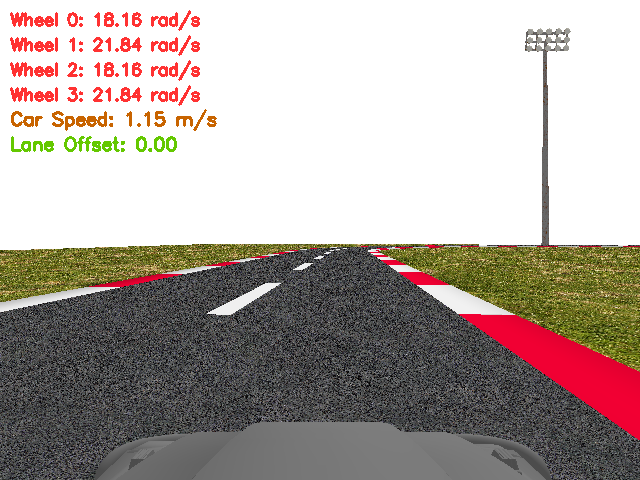 Wheel 0: 18.16 rad/s
Wheel 1: 21.84 rad/s
Wheel 2: 18.16 rad/s
Wheel 3: 21.84 rad/s
Car Speed: 1.15 m/s
Lane Offset: 0.00